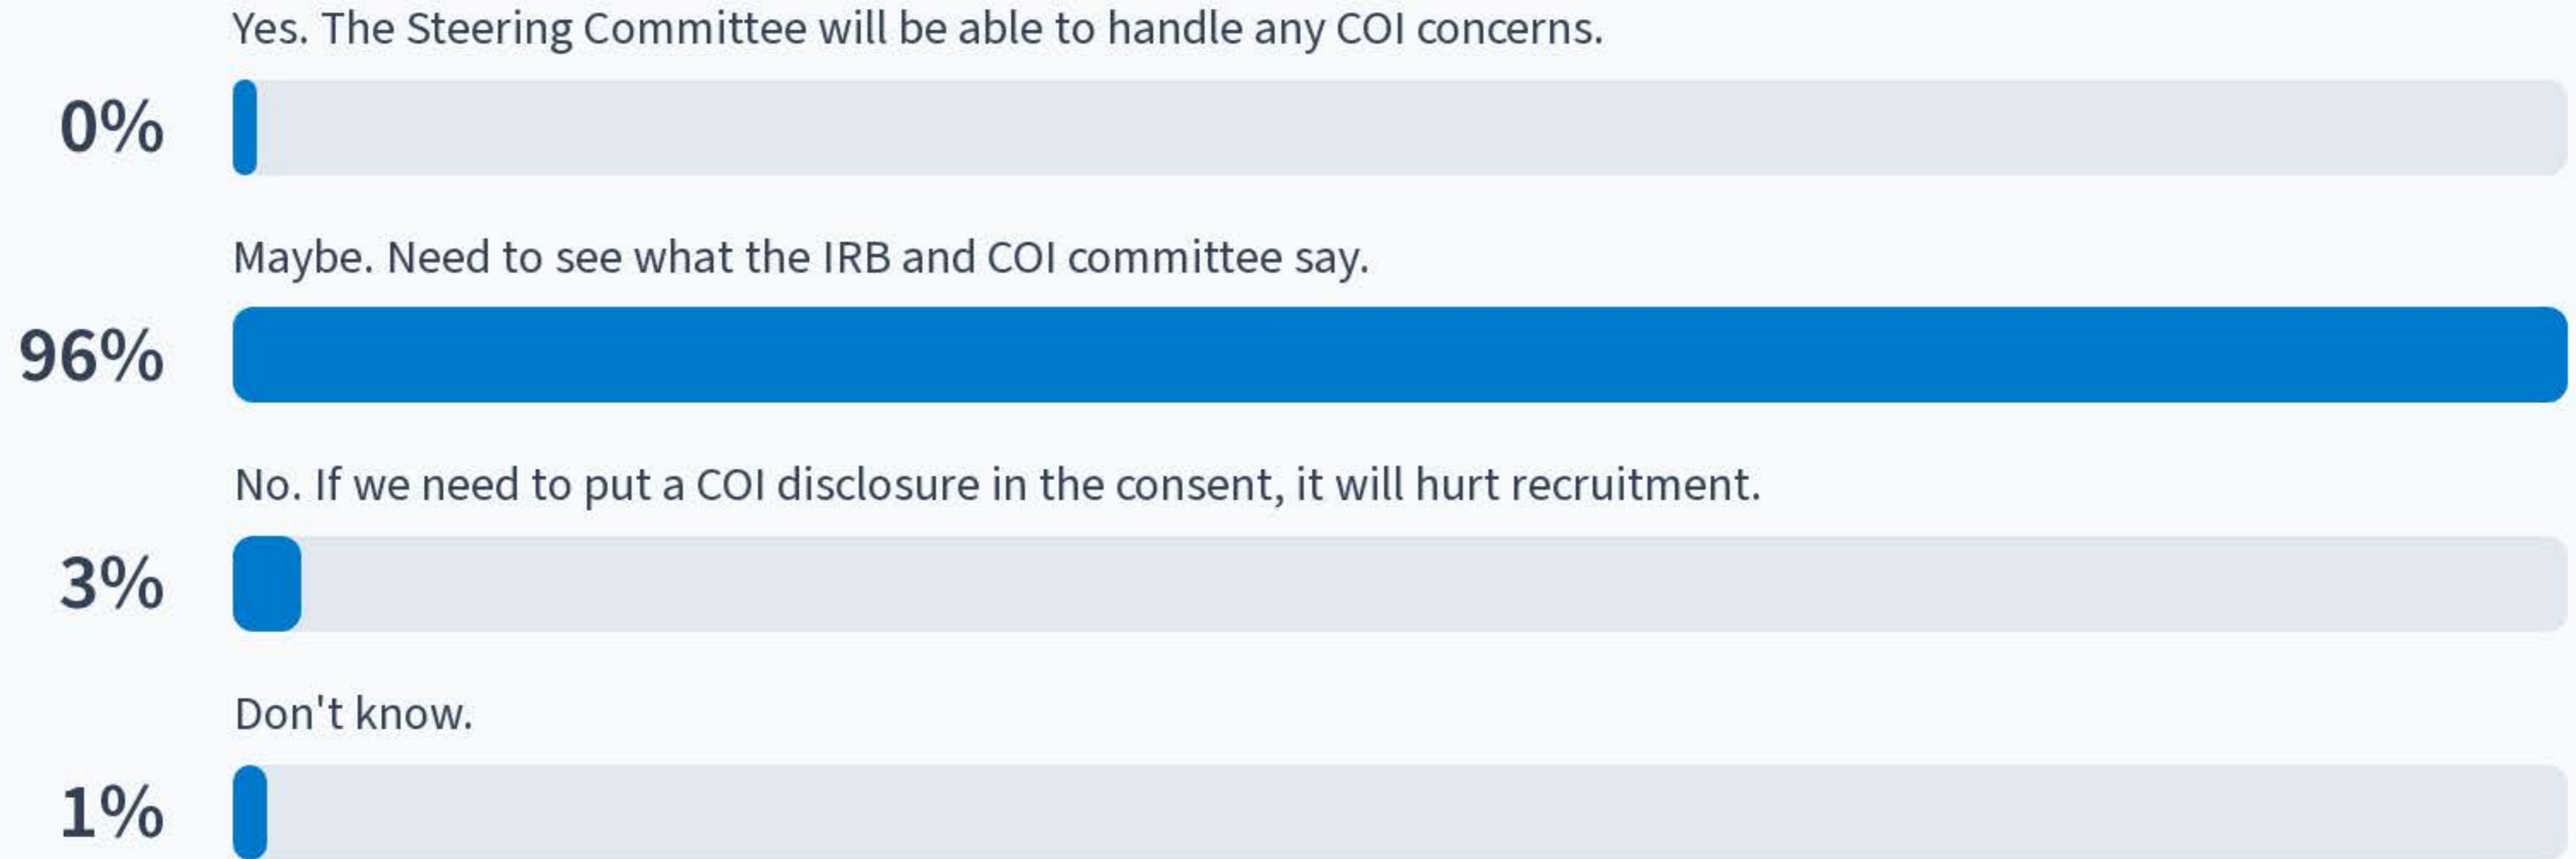 Yes. The Steering Committee will be able to handle any COI concerns.
0%
Maybe. Need to see what the IRB and COI committee say.
96%
No. If we need to put a COI disclosure in the consent, it will hurt recruitment.
3%
Don't know.
1%